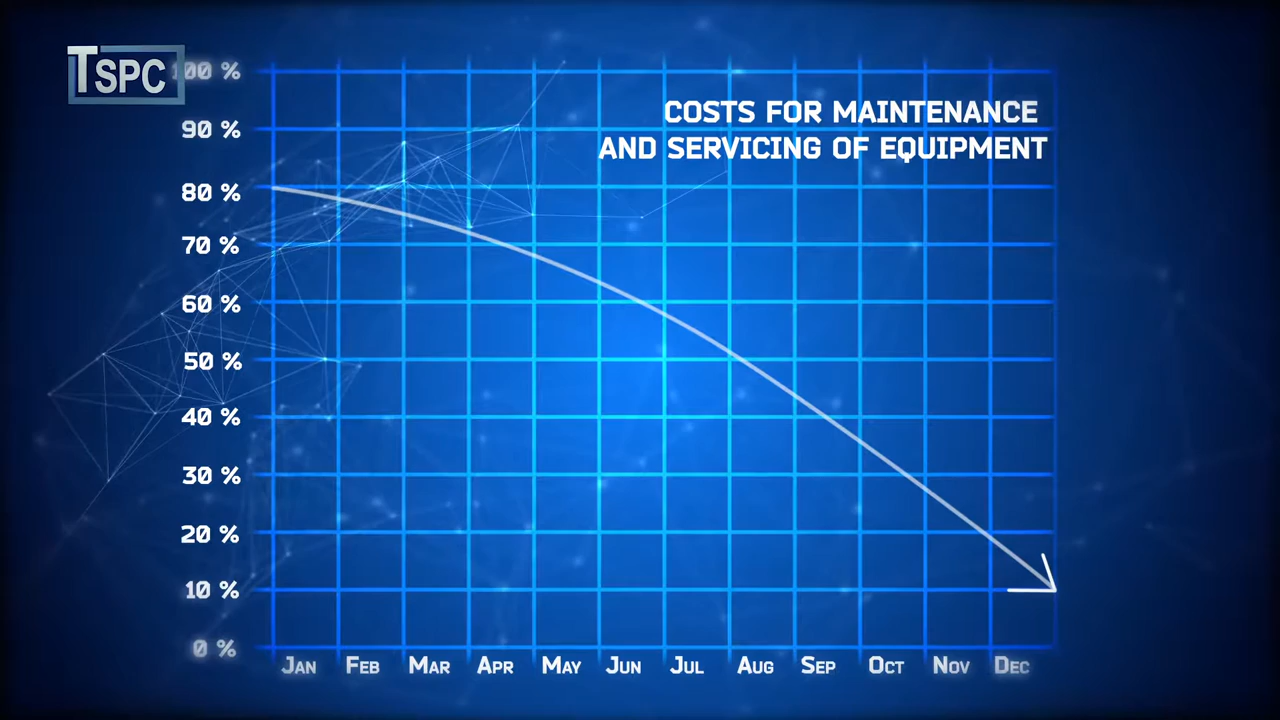 TSPC
COSTS FOR MAINTENANCE
AND SERVICING OF EQUIPMENT
100 %
90 %
80 %
70 %
60 %
50 %
40 %
30 %
20 %
10 %
0 %
JAN FEB MAR APR MAY JUN JUL AUG SEP OCT NOV DEC